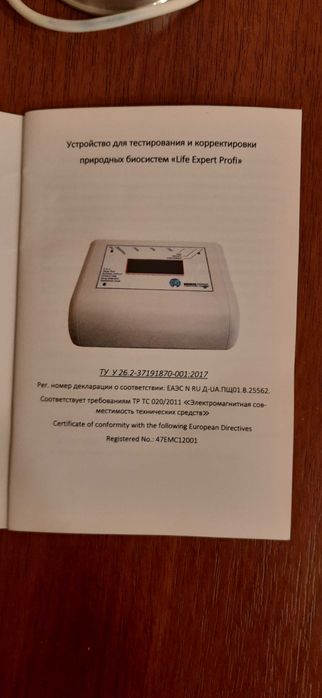 Устройство для тестирования и корректировки
природных биосистем «Life Expert Profi»
ТУ У 26.2-37191870-001:2017
Рег. номер декларации о соответствии: ЕАЭС N RU Д-UA.ПЩ01.В.25562.
Соответствует требованиям ТР ТС 020/2011 «Электромагнитная сов-
местимость технических средств»
Certificate of conformity with the following European Directives
Registered No.: 47EMC12001